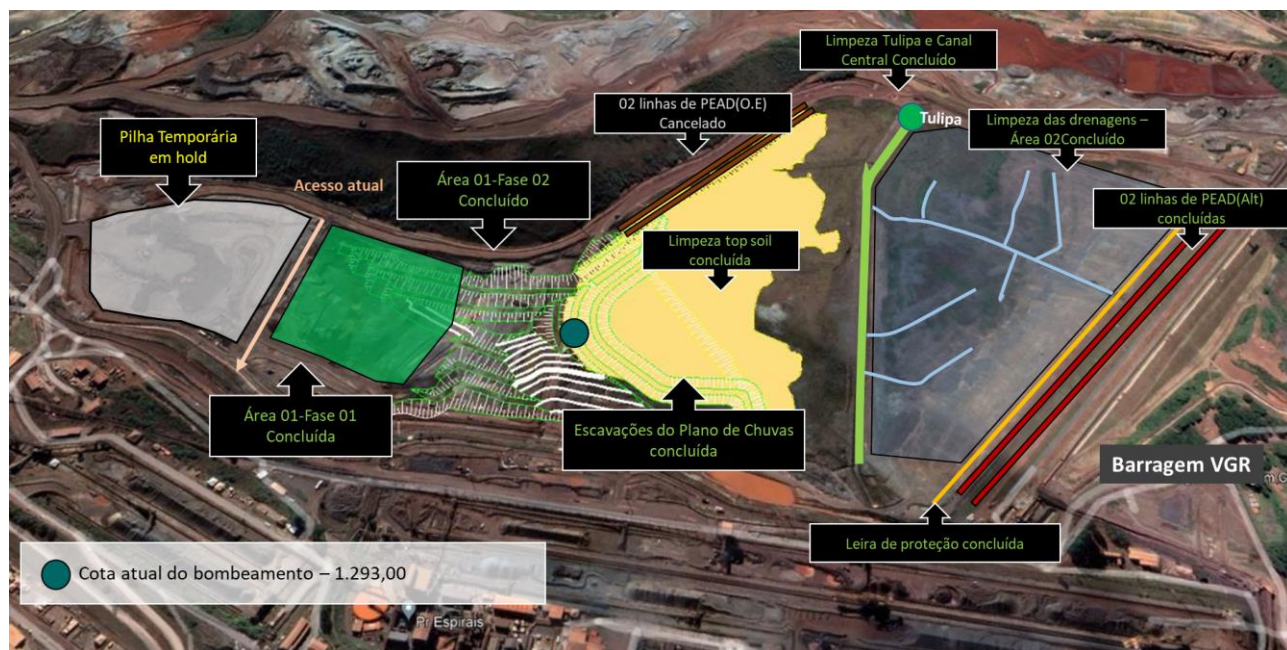 Limpeza Tulipa e Canal
Central Concluído
02 linhas de PEAD(O.E)
Cancelado
Tulipa
Limpeza das drenagens –
Área 02Concluído
Pilha Temporária
em hold
Acesso atual
Área 01-Fase 02
Concluído
02 linhas de PEAD(Alt)
concluídas
Limpeza top soil
concluída
Área 01-Fase 01
Concluída
Escavações do Plano de Chuvas
concluída
Barragem VGR
Leira de proteção concluída
Cota atual do bombeamento – 1.293,00
Pr Espirais